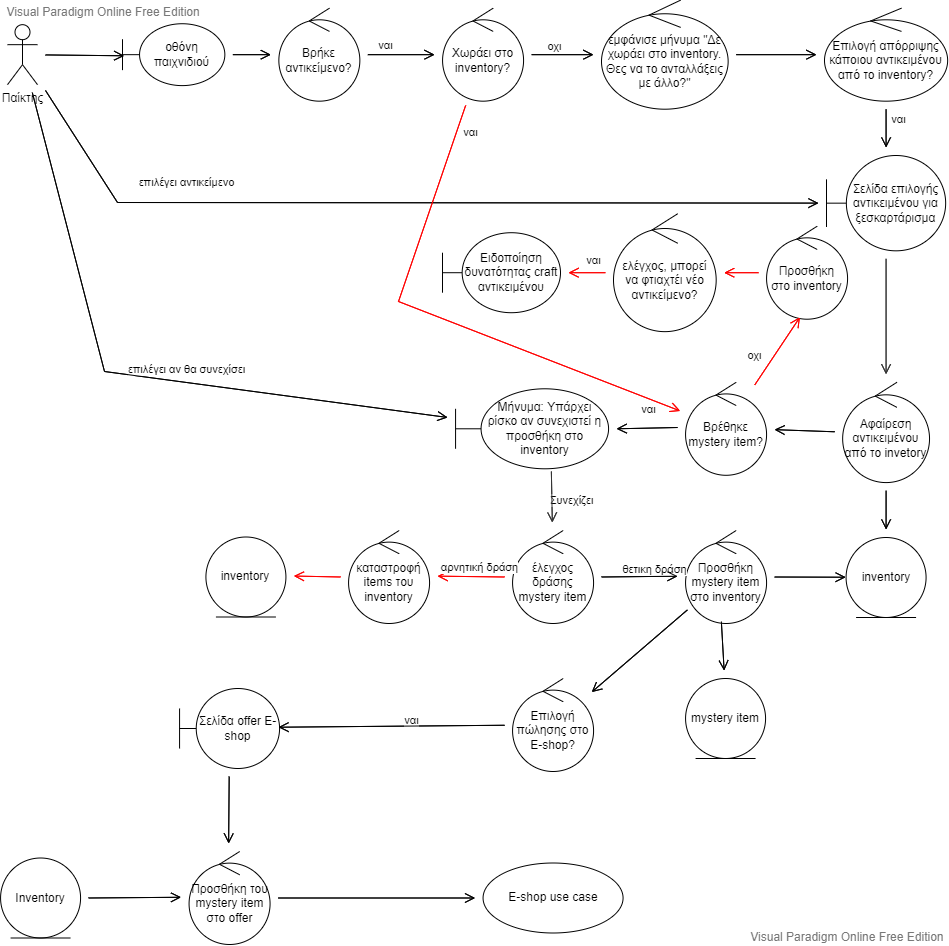 Visual Paradigm Online Free Edition
Παίκτης
οθόνη
παιχνιδιού
Βρήκε
αντικείμενο?
ναι
Χωράει στο
inventory?
οχι
εμφάνισε μήνυμα "Δε
χωράει στο inventory.
Θες να το ανταλλάξεις
με άλλο?"
Επιλογή απόρριψης
κάποιου αντικειμένου
από το inventory?
ναι
ναι
επιλέγει αντικείμενο
Σελίδα επιλογής
αντικειμένου για
ξεσκαρτάρισμα
Ειδοποίηση
δυνατότητας craft
αντικειμένου
ναι
ελέγχος, μπορεί
να φτιαχτέι νέο
αντικείμενο?
Προσθήκη
στο inventory
οχι
επιλέγει αν θα συνεχίσει
Μήνυμα: Υπάρχει
ρίσκο αν συνεχιστεί η
προσθήκη στο
inventory
ναι
Βρέθηκε
mystery item?
Αφαίρεση
αντικειμένου
από το invetory
Συνεχίζει
inventory
καταστροφή
items του
inventory
αρνητική δράση
έλεγχος
δράσης
mystery item
θετικη δράση
Προσθήκη
mystery item
στο inventory
inventory
Σελίδα offer E-
shop
ναι
Επιλογή
πώλησης στο
E-shop?
mystery item
Inventory
Προσθήκη του
mystery item
στο offer
E-shop use case
Visual Paradigm Online Free Edition